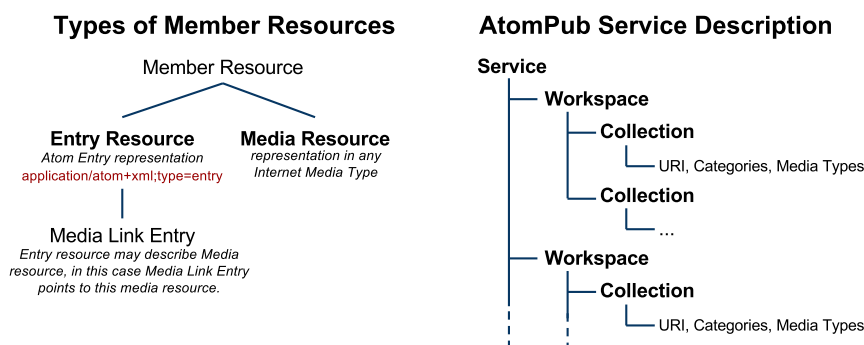 Types of Member Resources
Member Resource
Entry Resource
Atom Entry representation
application/atom+xml;type=entry
Media Resource
representation in any
Internet Media Type
Media Link Entry
Entry resource may describe Media
resource, in this case Media Link Entry
points to this media resource.
AtomPub Service Description
Service
Workspace
Collection
URI, Categories, Media Types
Collection
...
Workspace
Collection
URI, Categories, Media Types